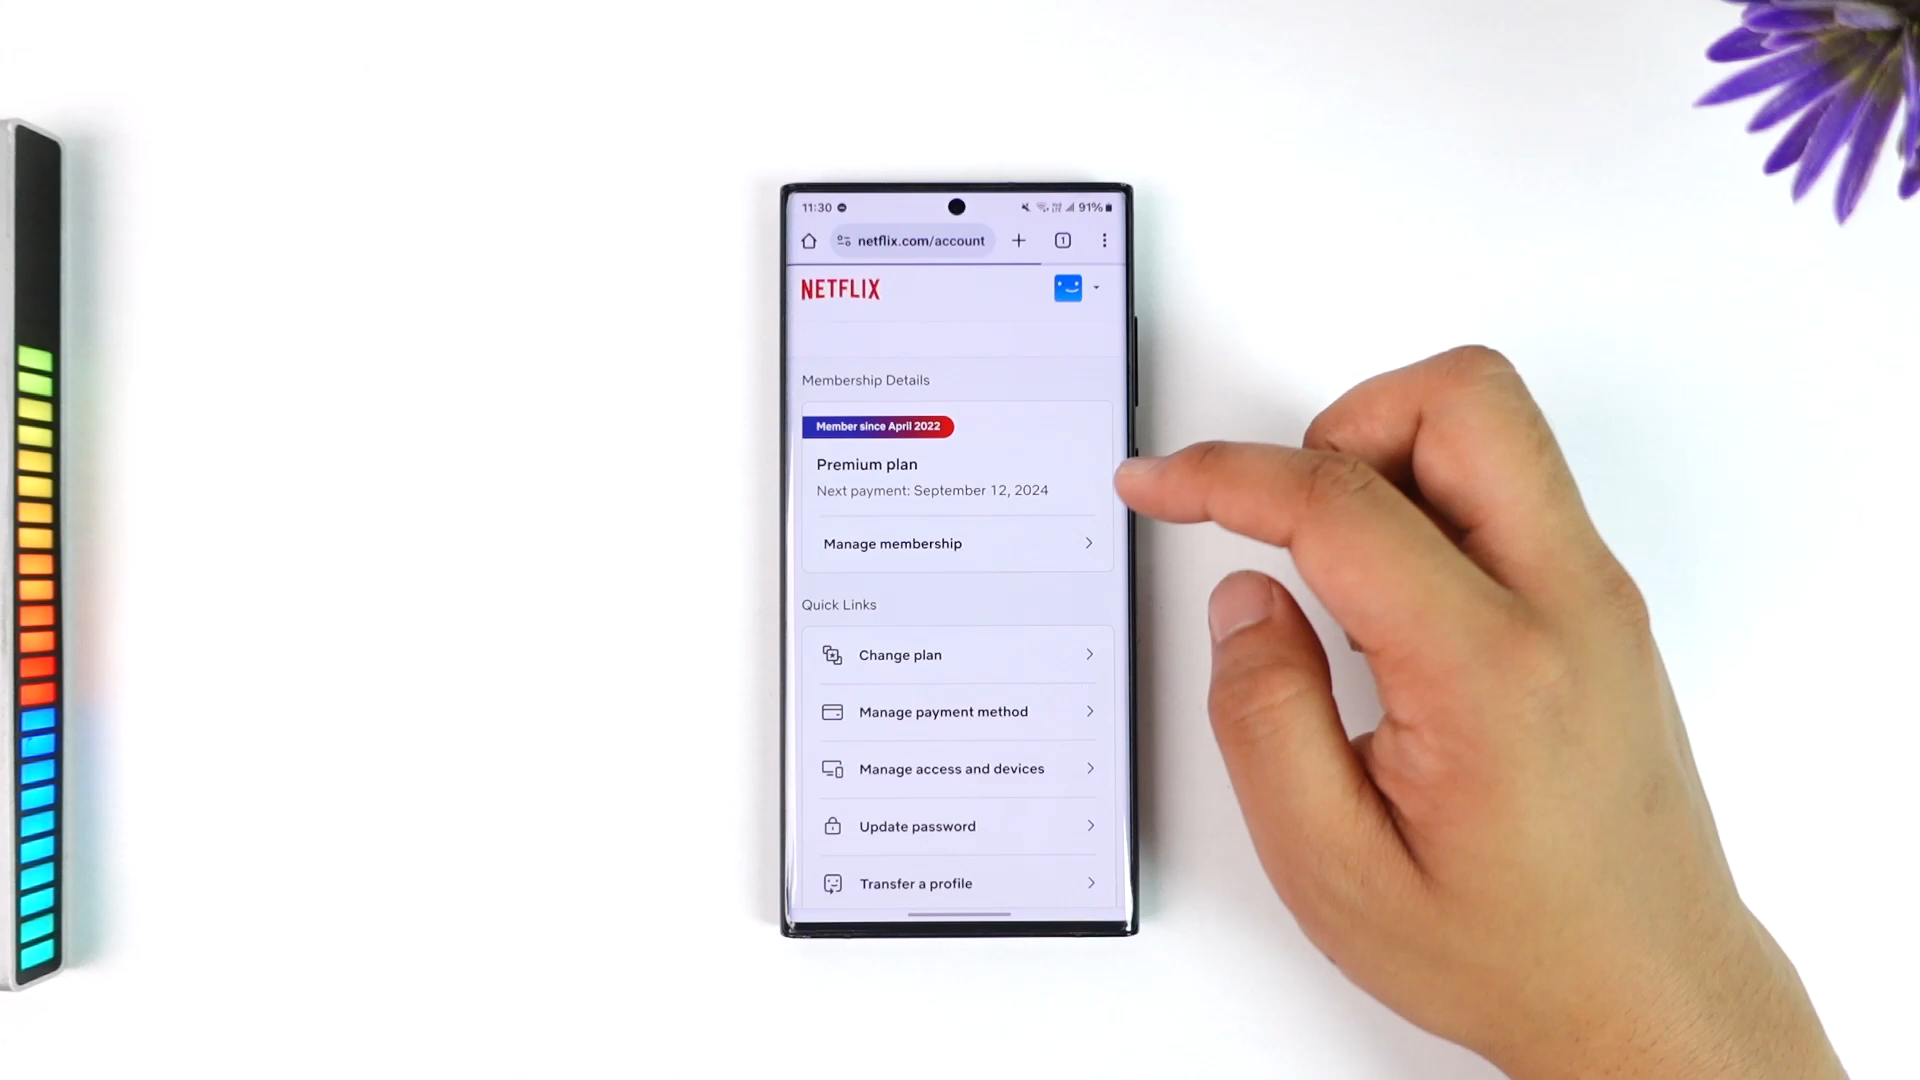 11:30
91%
netflix.com/account
1
NETFLIX
Membership Details
Member since April 2022
Premium plan
Next payment: September 12, 2024
Manage membership
Quick Links
Change plan
Manage payment method
Manage access and devices
Update password
Transfer a profile